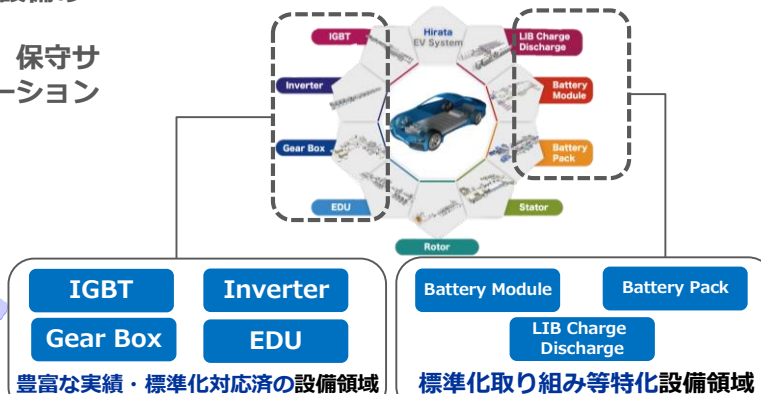 保守サ
ーション
Hirata
EV System
IGBT
LIB Charge
Discharge
Inverter
Battery
Module
Gear Box
Battery
Pack
EDU
Stator
Rotor
IGBT
Inverter
Gear Box
EDU
豊富な実績・標準化対応済の設備領域
Battery Module
Battery Pack
LIB Charge
Discharge
標準化取り組み等特化設備領域